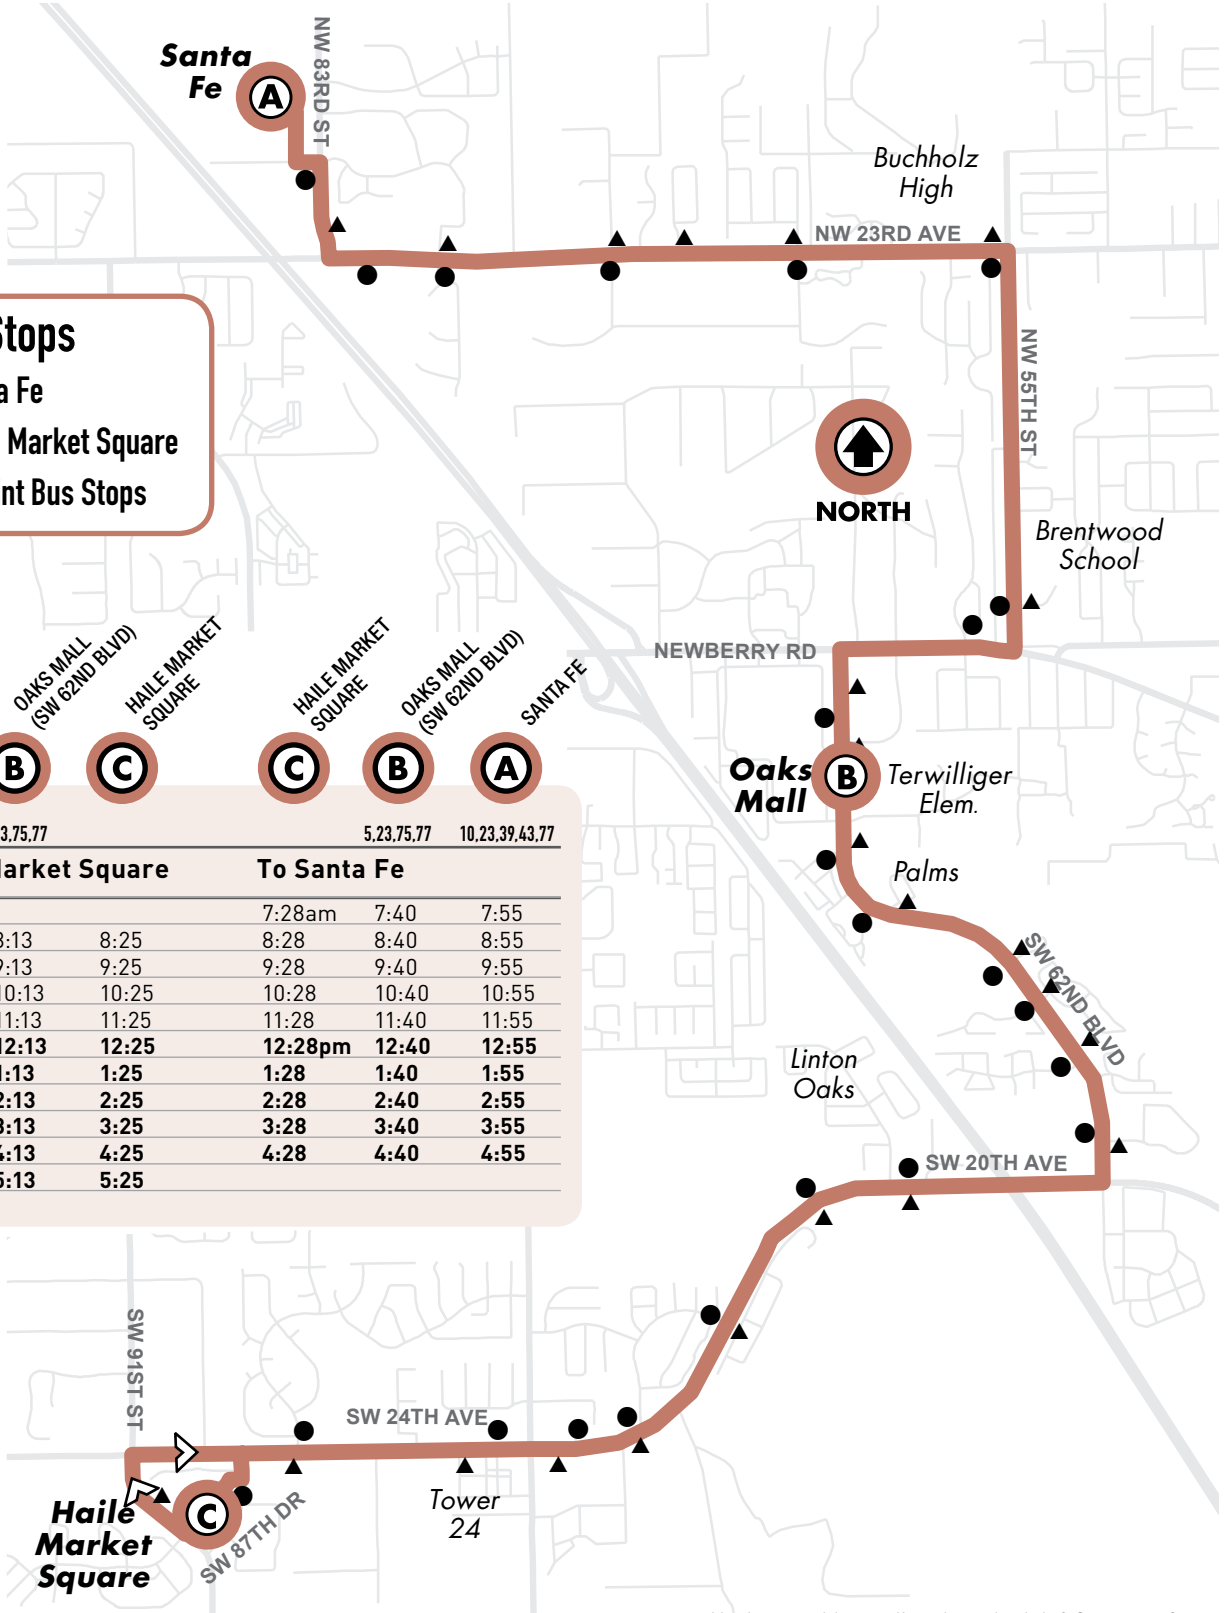 Santa
Fe
A
NW 83RD ST
Buchholz
High
NW 23RD AVE
Stops
a Fe
Market Square
nt Bus Stops
NW 55TH ST
NORTH
Brentwood
School
NEWBERRY RD
OAKS MALL
(SW 62ND BLVD)
HAILE MARKET
SQUARE
HAILE MARKET
SQUARE
OAKS MALL
(SW 62ND BLVD)
SANTA FE
B C C B A
Oaks
Mall
B
Terwilliger
Elem.
3,75,77 5,23,75,77 10,23,39,43,77
Market Square To Santa Fe
7:28am 7:40 7:55
8:13 8:25 8:28 8:40 8:55
9:13 9:25 9:28 9:40 9:55
10:13 10:25 10:28 10:40 10:55
11:13 11:25 11:28 11:40 11:55
12:13 12:25 12:28pm 12:40 12:55
1:13 1:25 1:28 1:40 1:55
2:13 2:25 2:28 2:40 2:55
3:13 3:25 3:28 3:40 3:55
4:13 4:25 4:28 4:40 4:55
5:13 5:25
Palms
SW 62ND BLVD
Linton
Oaks
SW 20TH AVE
SW 91ST ST
SW 24TH AVE
Tower
24
C
Haile
Market
Square
SW 87TH DR